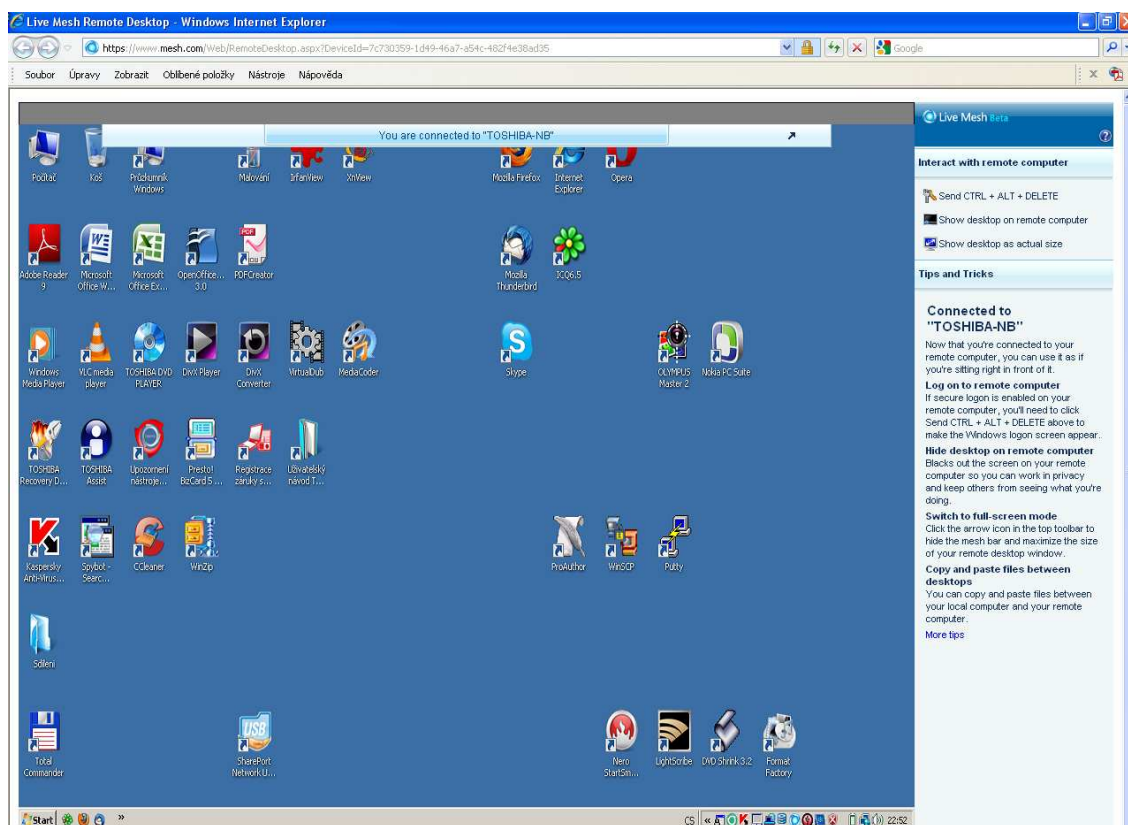 Live Mesh Remote Desktop - Windows Internet Explorer
https://www.mesh.com/Web/RemoteDesktop.aspx?DeviceId=7c730359-1d49-46a7-a54c-482f4e38ad35
Google
Soubor Úpravy Zobrazit Oblíbené položky Nástroje Nápověda
You are connected to "TOSHIBA-NB"
Počítač
Koš
Průzkumník
Windows
Malování
IrfanView
XnView
Mozilla Firefox
Internet
Explorer
Opera
Adobe Reader
9
Microsoft
Office W...
Microsoft
Office Ex...
OpenOffice...
3.0
PDFCreator
Mozilla
Thunderbird
ICQ6.5
Windows
Media Player
VLC media
player
TOSHIBA DVD
PLAYER
DivX Player
DivX
Converter
VirtualDub
MediaCoder
Skype
OLYMPUS
Master 2
Nokia PC Suite
TOSHIBA
Recovery D...
TOSHIBA
Assist
Upozornění
nástroje...
Presto!
BizCard 5 ...
Registrace
záruky s...
Uživatelský
návod T...
Kaspersky
Anti-Virus...
Spybot -
Searc...
CCleaner
WinZip
ProAuthor
WinSCP
Putty
Sdílení
Total
Commander
USB
SharePort
Network U...
Nero
StartSm...
LightScribe
DVD Shrink 3.2
Format
Factory
Start
»
CS
«
22:52
Live Mesh Beta
Interact with remote computer
Send CTRL + ALT + DELETE
Show desktop on remote computer
Show desktop as actual size
Tips and Tricks
Connected to
"TOSHIBA-NB"
Now that you're connected to your
remote computer, you can use it as if
you're sitting right in front of it.
Log on to remote computer
If secure logon is enabled on your
remote computer, you'll need to click
Send CTRL + ALT + DELETE above to
make the Windows logon screen appear.
Hide desktop on remote computer
Blacks out the screen on your remote
computer so you can work in privacy
and keep others from seeing what you're
doing.
Switch to full-screen mode
Click the arrow icon in the top toolbar to
hide the mesh bar and maximize the size
of your remote desktop window.
Copy and paste files between
desktops
You can copy and paste files between
your local computer and your remote
computer.
More tips